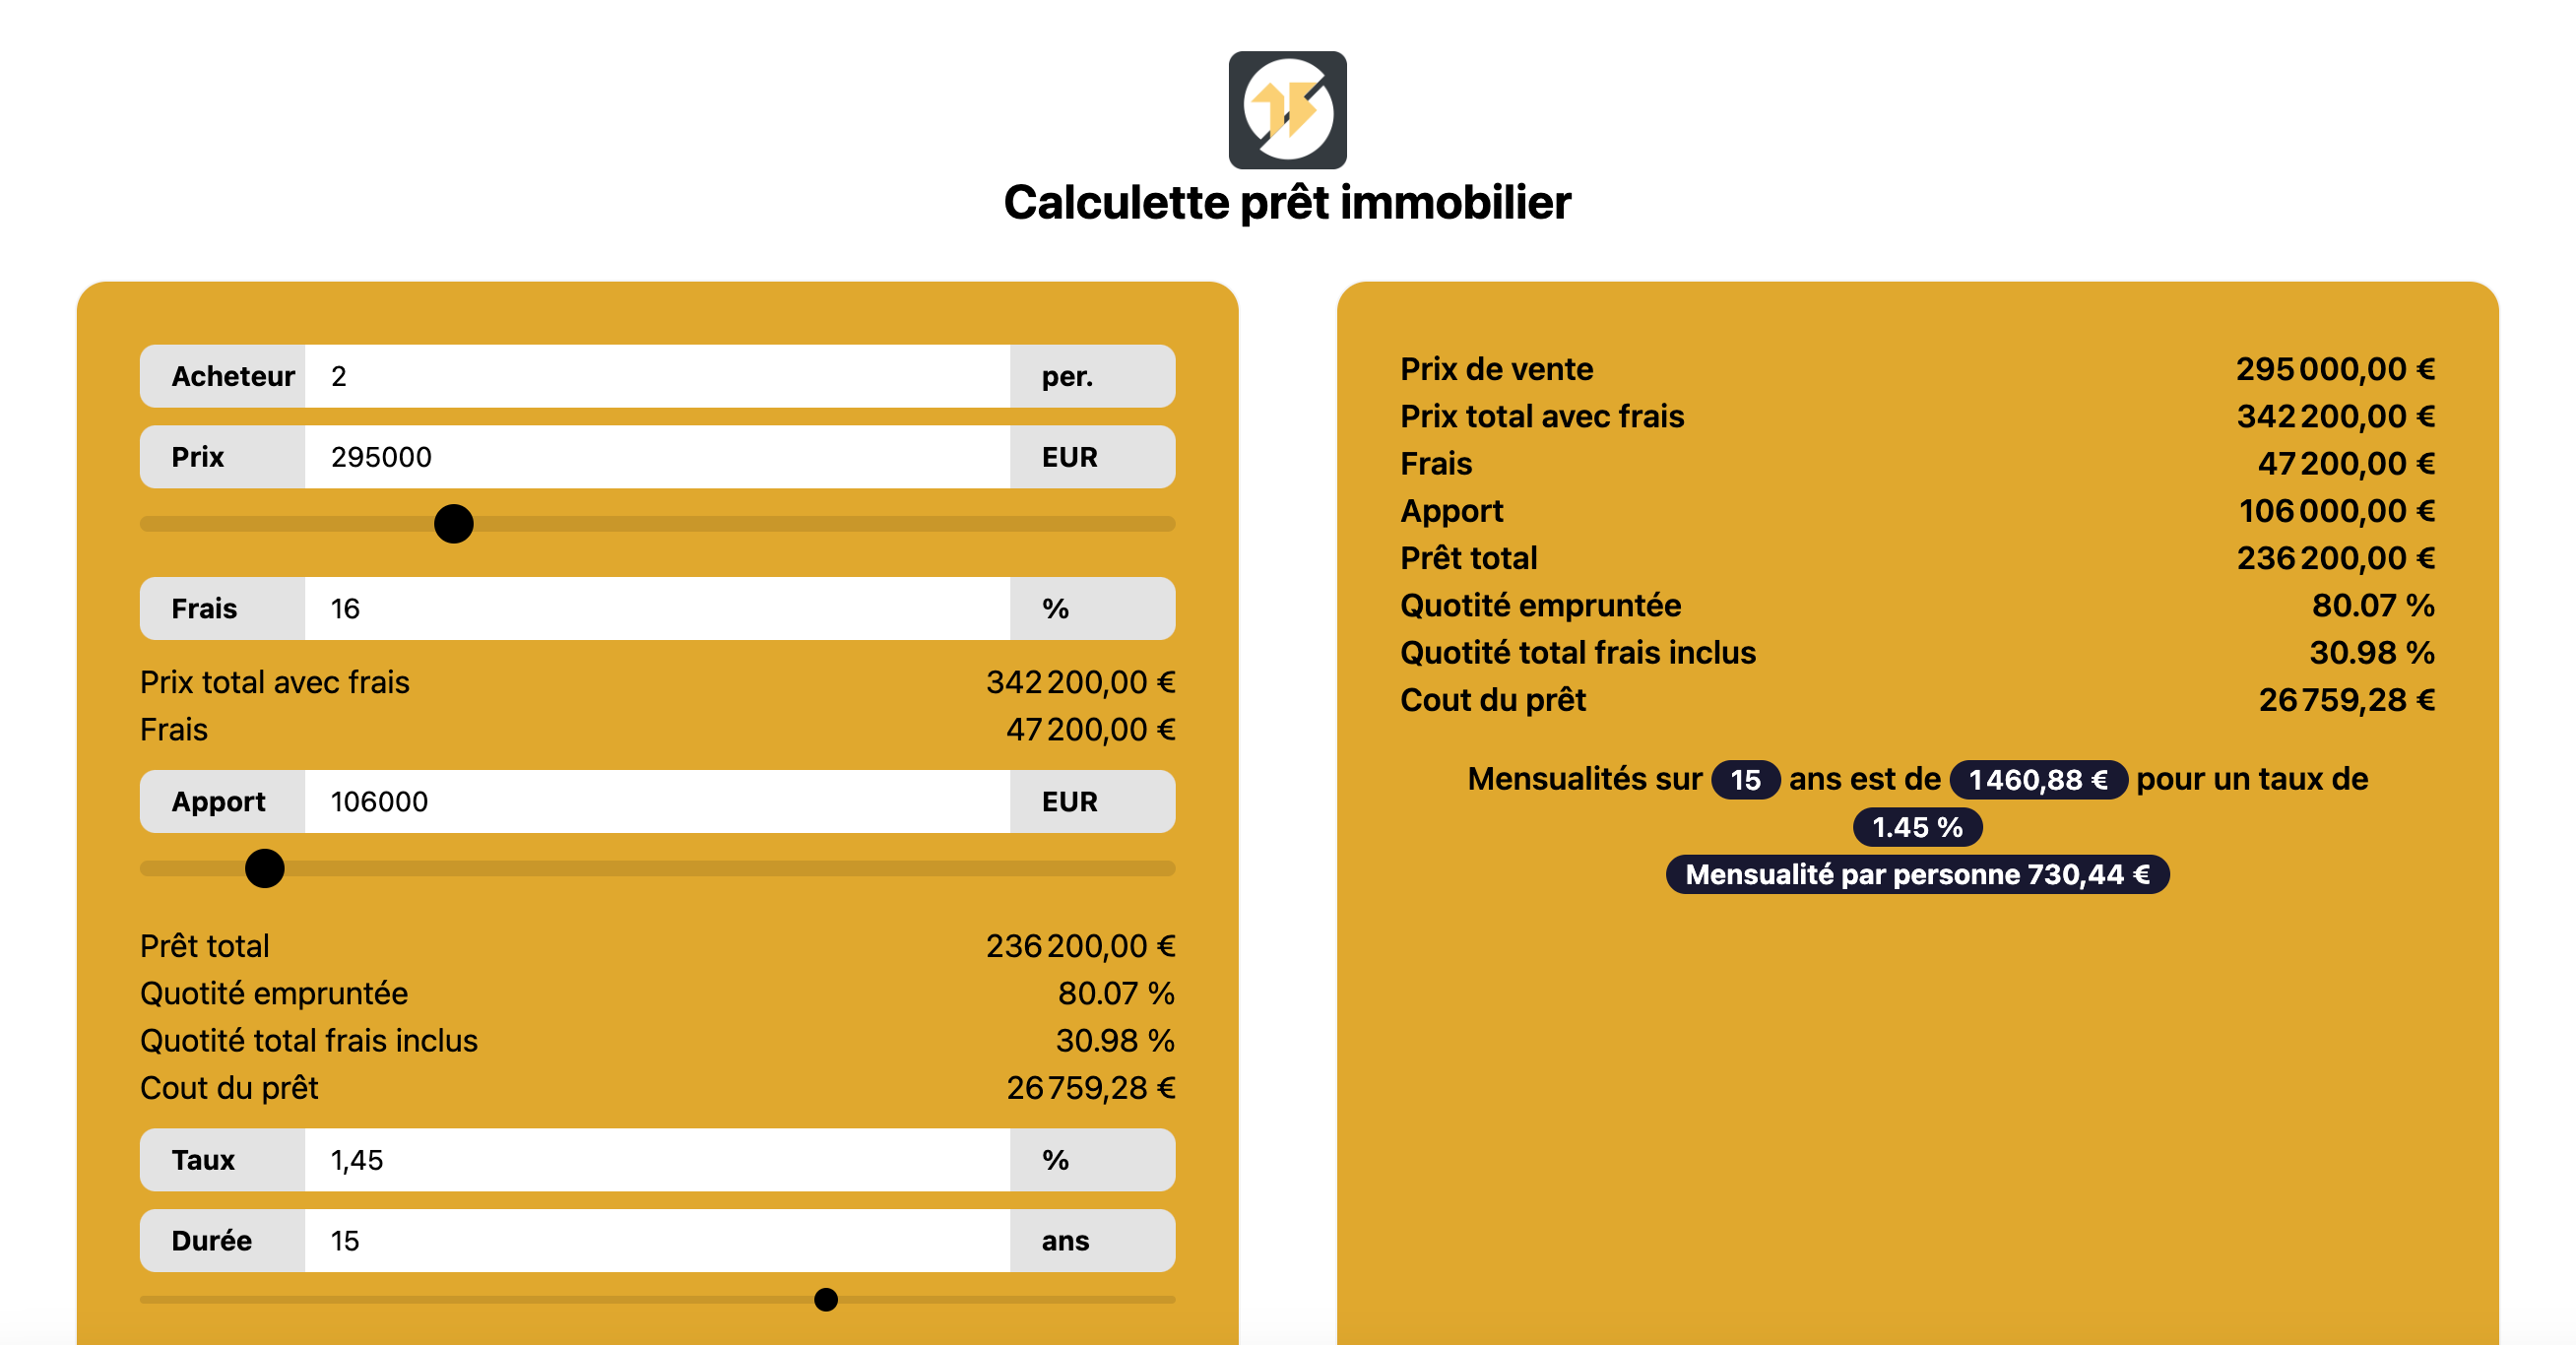 Calculette prêt immobilier
Acheteur 2 per.
Prix 295000 EUR
Frais 16 %
Prix total avec frais 342 200,00 €
Frais 47 200,00 €
Apport 106000 EUR
Prêt total 236 200,00 €
Quotité empruntée 80.07 %
Quotité total frais inclus 30.98 %
Cout du prêt 26 759,28 €
Taux 1,45 %
Durée 15 ans
Prix de vente 295 000,00 €
Prix total avec frais 342 200,00 €
Frais 47 200,00 €
Apport 106 000,00 €
Prêt total 236 200,00 €
Quotité empruntée 80.07 %
Quotité total frais inclus 30.98 %
Cout du prêt 26 759,28 €
Mensualités sur 15 ans est de 1 460,88 € pour un taux de
1.45 %
Mensualité par personne 730,44 €